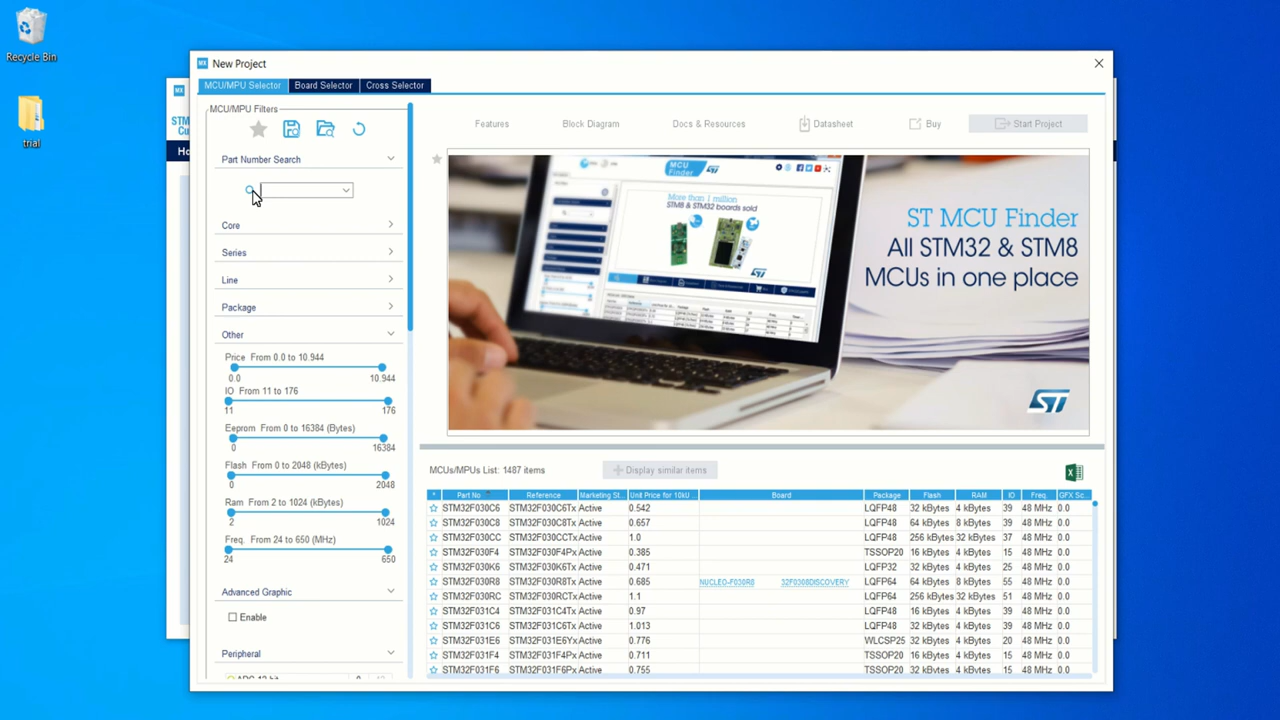 Recycle Bin
trial
MX
STM
Cu
Ho
MX New Project
MCU/MPU Selector Board Selector Cross Selector
MCU/MPU Filters
Part Number Search
Core
Series
Line
Package
Other
Price From 0.0 to 10.944
0.0 10.944
IO From 11 to 176
11 176
Eeprom From 0 to 16384 (Bytes)
0 16384
Flash From 0 to 2048 (kBytes)
0 2048
Ram From 2 to 1024 (kBytes)
2 1024
Freq. From 24 to 650 (MHz)
24 650
Advanced Graphic
Enable
Peripheral
Features Block Diagram Docs & Resources Datasheet Buy Start Project
MCU Finder
More than 1 million
STM8 & STM32 boards sold
ST MCU Finder
All STM32 & STM8
MCUs in one place
ST
MCUs/MPUs List: 1487 items
Display similar items
* Part No Reference Marketing St... Unit Price for 10kU ... Board Package Flash RAM IO Freq. GFX Sc...
STM32F030C6 STM32F030C6Tx Active 0.542 LQFP48 32 kBytes 4 kBytes 39 48 MHz 0.0
STM32F030C8 STM32F030C8Tx Active 0.657 LQFP48 64 kBytes 8 kBytes 39 48 MHz 0.0
STM32F030CC STM32F030CCTx Active 1.0 LQFP48 256 kBytes 32 kBytes 37 48 MHz 0.0
STM32F030F4 STM32F030F4Px Active 0.385 TSSOP20 16 kBytes 4 kBytes 15 48 MHz 0.0
STM32F030K6 STM32F030K6Tx Active 0.471 LQFP32 32 kBytes 4 kBytes 25 48 MHz 0.0
STM32F030R8 STM32F030R8Tx Active 0.685 NUCLEO-F030R8 32F0308DISCOVERY LQFP64 64 kBytes 8 kBytes 55 48 MHz 0.0
STM32F030RC STM32F030RCTx Active 1.1 LQFP64 256 kBytes 32 kBytes 51 48 MHz 0.0
STM32F031C4 STM32F031C4Tx Active 0.97 LQFP48 16 kBytes 4 kBytes 39 48 MHz 0.0
STM32F031C6 STM32F031C6Tx Active 1.013 LQFP48 32 kBytes 4 kBytes 39 48 MHz 0.0
STM32F031E6 STM32F031E6Yx Active 0.776 WLCSP25 32 kBytes 4 kBytes 20 48 MHz 0.0
STM32F031F4 STM32F031F4Px Active 0.711 TSSOP20 16 kBytes 4 kBytes 15 48 MHz 0.0
STM32F031F6 STM32F031F6Px Active 0.755 TSSOP20 32 kBytes 4 kBytes 15 48 MHz 0.0